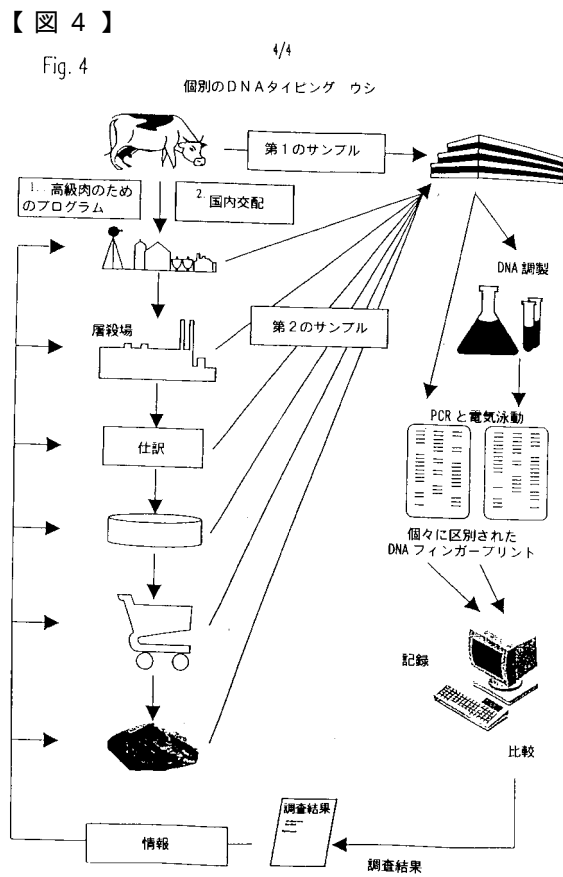 【図４】
4/4
Fig. 4
個別のＤＮＡタイピング　ウシ
第１のサンプル
1. 高級肉のため
のプログラム
2. 国内交配
DNA 調製
屠殺場
第２のサンプル
PCR と電気泳動
仕訳
個々に区別された
DNAフィンガープリント
記録
比較
調査結果
情報
調査結果